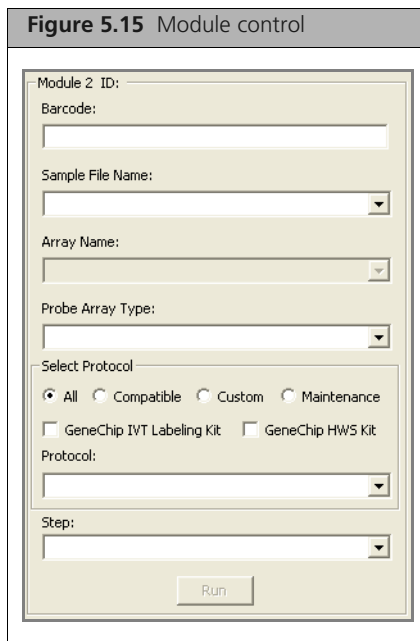 Figure 5.15 Module control
Module 2 ID:
Barcode:
Sample File Name:
Array Name:
Probe Array Type:
Select Protocol
All Compatible Custom Maintenance
GeneChip IVT Labeling Kit GeneChip HWS Kit
Protocol:
Step:
Run